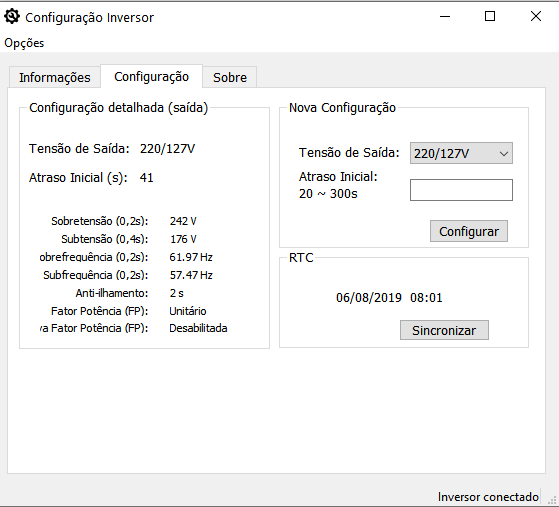 Configuração Inversor
Opções
Informações
Configuração
Sobre
Configuração detalhada (saída)
Tensão de Saída: 220/127V
Atraso Inicial (s): 41
Sobretensão (0,2s): 242 V
Subtensão (0,4s): 176 V
obrefrequência (0,2s): 61.97 Hz
Subfrequência (0,2s): 57.47 Hz
Anti-ilhamento: 2 s
Fator Potência (FP): Unitário
va Fator Potência (FP): Desabilitada
Nova Configuração
Tensão de Saída: 220/127V
Atraso Inicial:
20 ~ 300s
Configurar
RTC
06/08/2019 08:01
Sincronizar
Inversor conectado